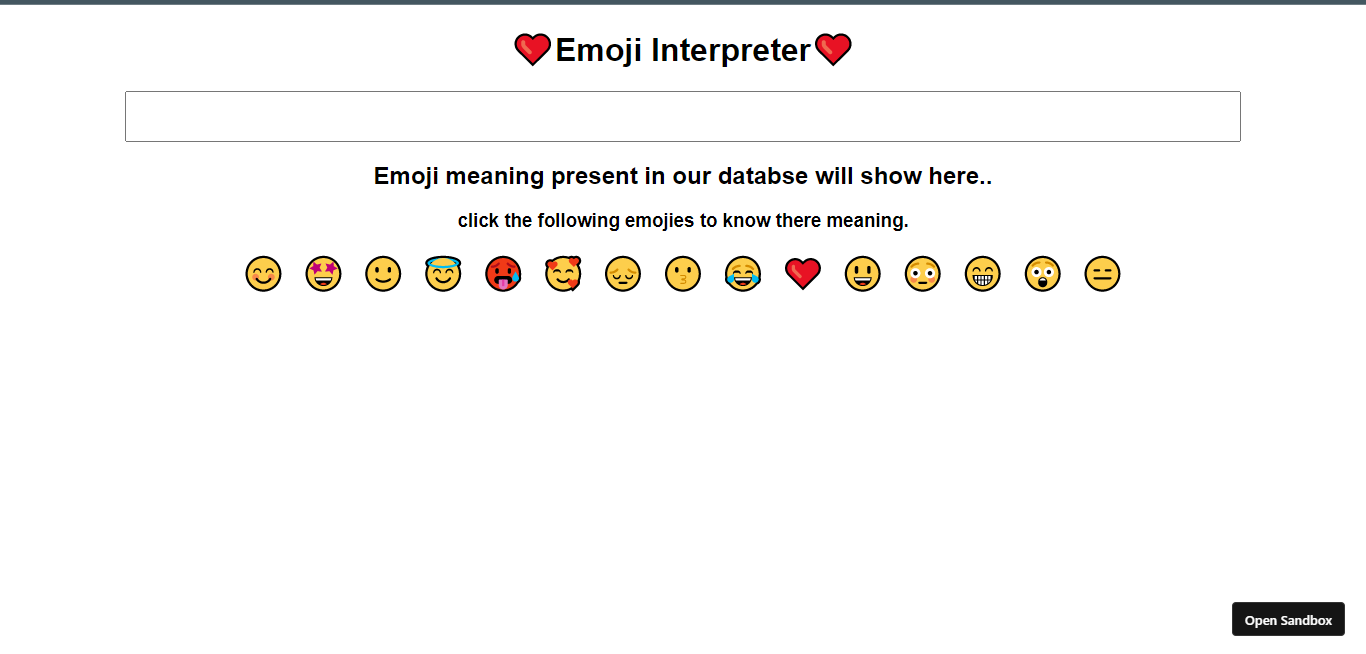 ❤️Emoji Interpreter❤️
Emoji meaning present in our databse will show here..
click the following emojies to know there meaning.
😊 🤩 🙂 😇 🥵 🥰 😔 😗 😂 ❤️ 😃 😳 😁 😲 😑
Open Sandbox